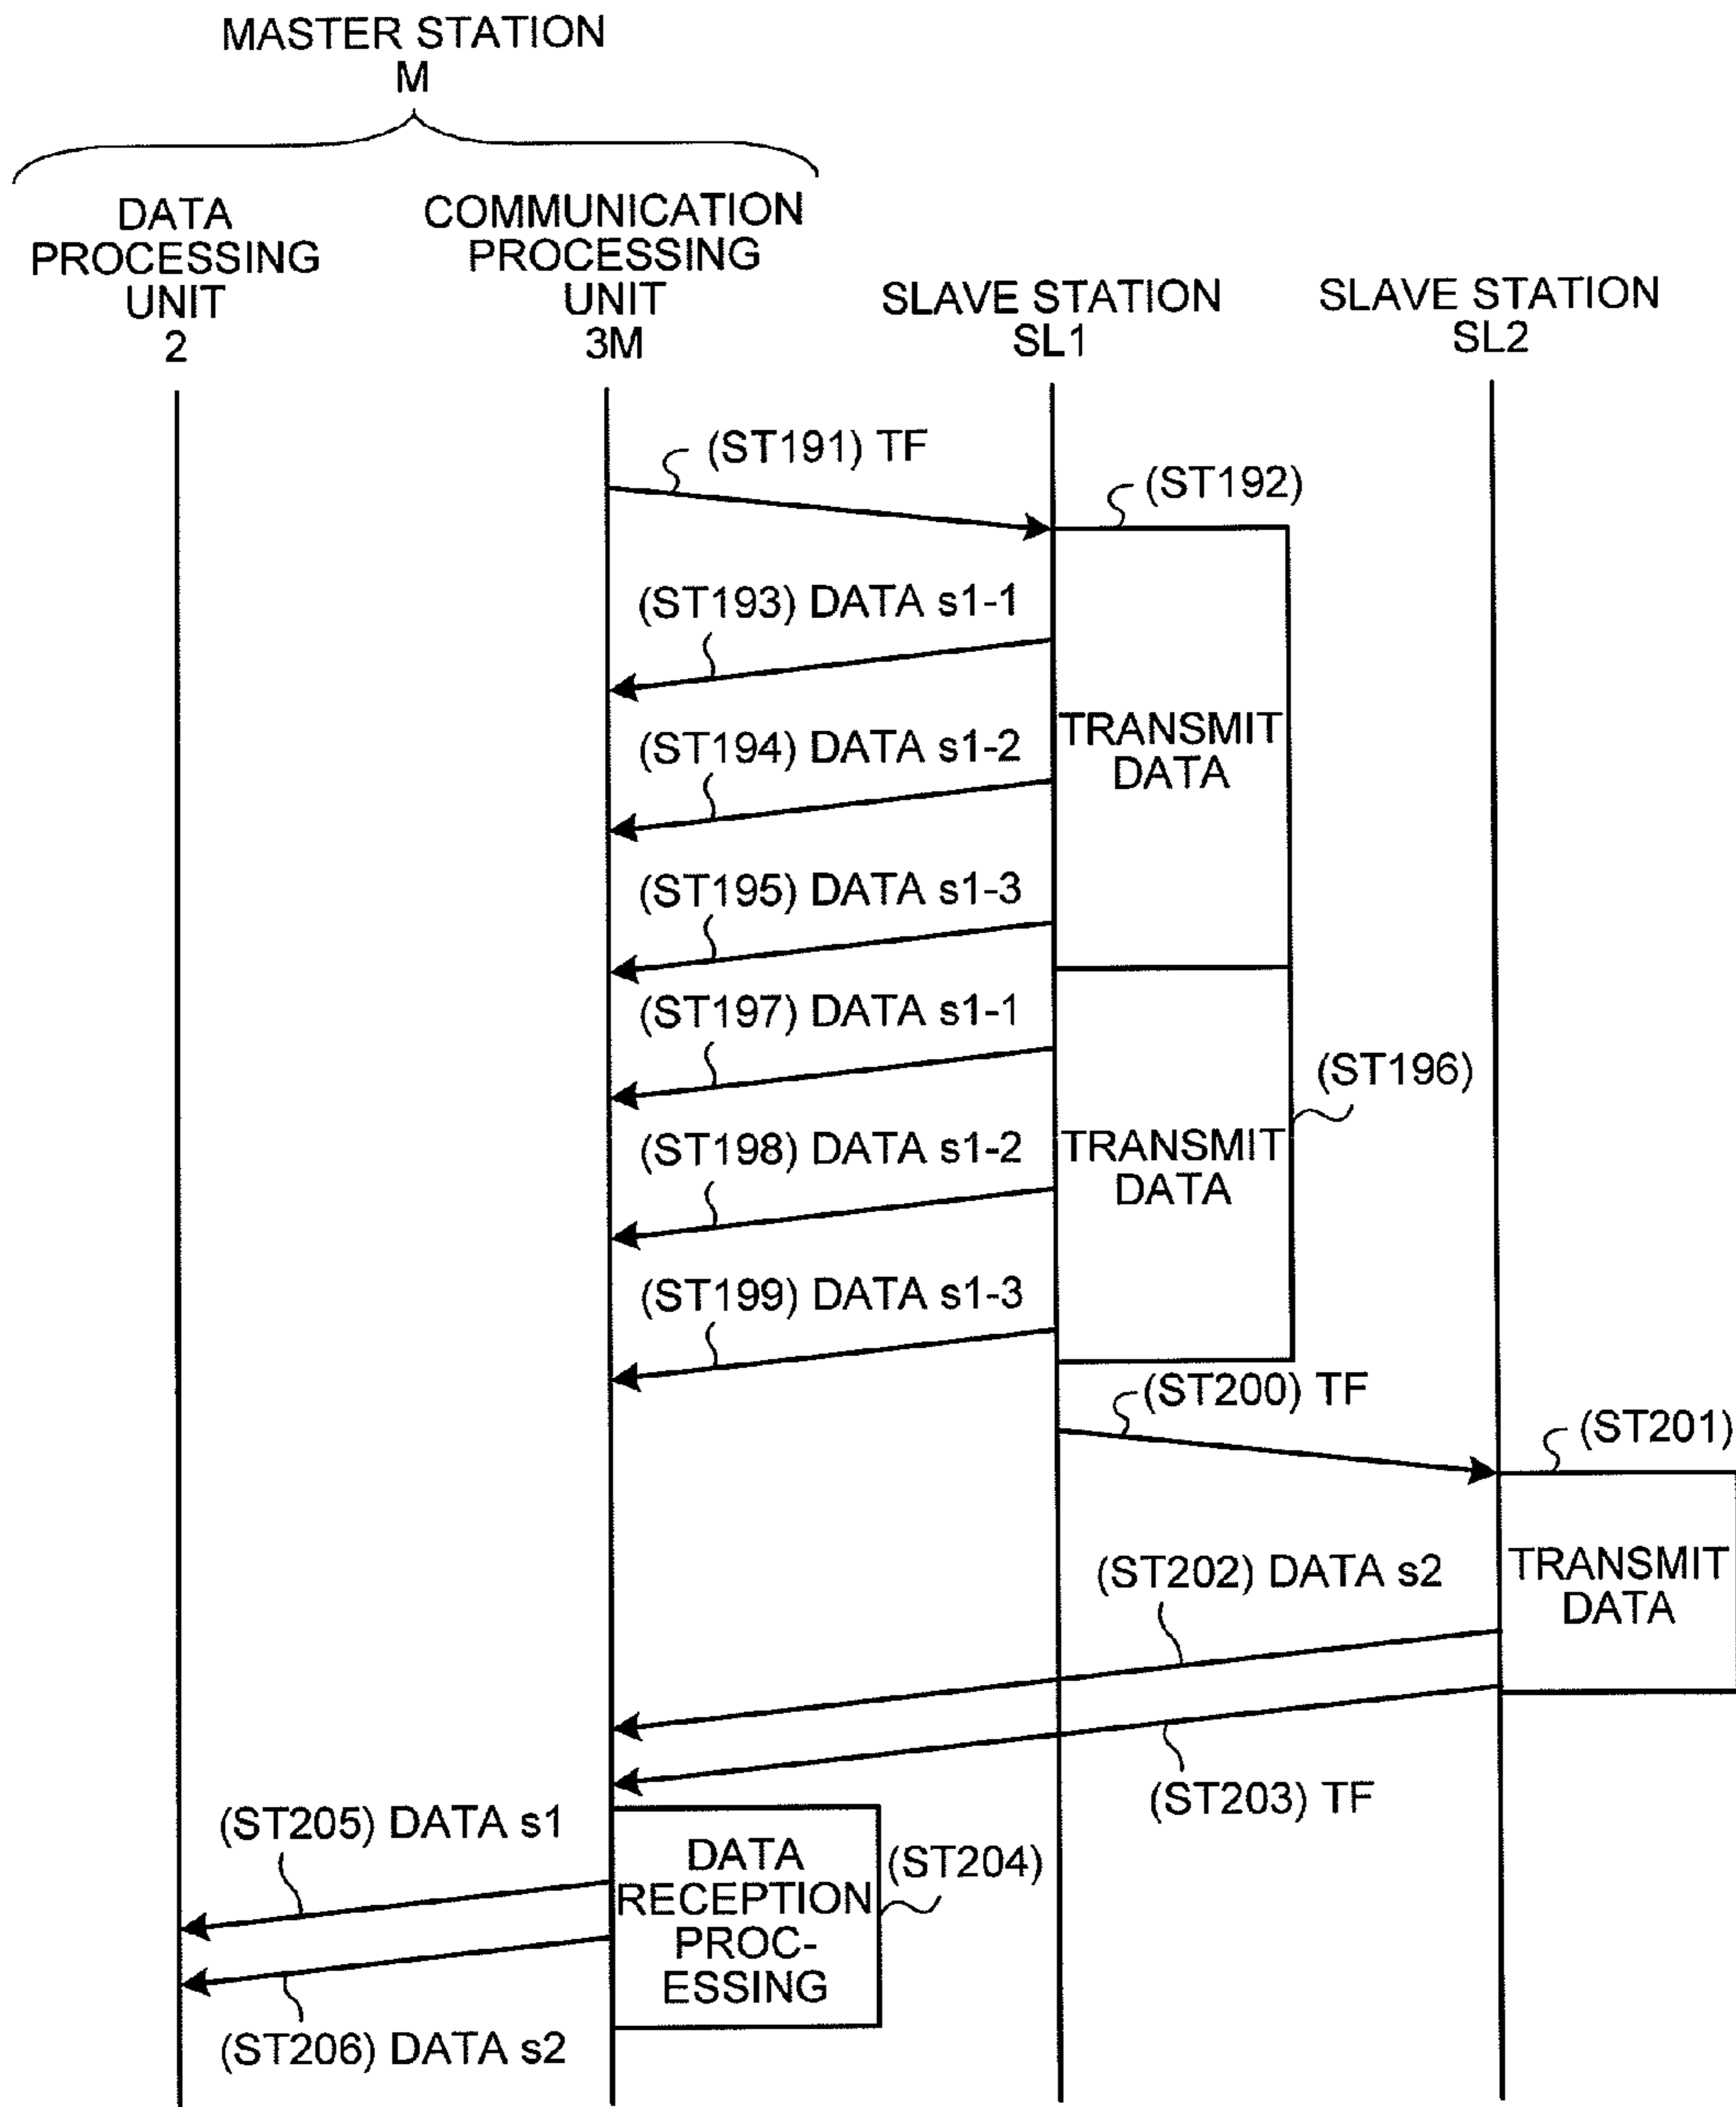 MASTER STATION
M
DATA
PROCESSING
UNIT
2
COMMUNICATION
PROCESSING
UNIT
3M
SLAVE STATION
SL1
SLAVE STATION
SL2
(ST191) TF
(ST192)
(ST193) DATA s1-1
TRANSMIT
DATA
(ST194) DATA s1-2
(ST195) DATA s1-3
(ST197) DATA s1-1
(ST196)
(ST198) DATA s1-2
TRANSMIT
DATA
(ST199) DATA s1-3
(ST200) TF
(ST201)
TRANSMIT
DATA
(ST202) DATA s2
(ST203) TF
(ST205) DATA s1
DATA
RECEPTION
PROC-
ESSING
(ST204)
(ST206) DATA s2